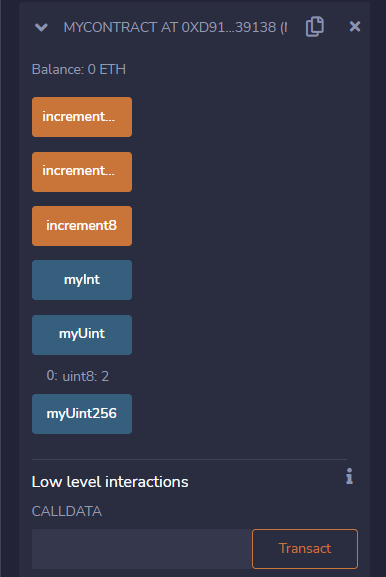 MYCONTRACT AT 0XD91...39138 (
Balance: 0 ETH
increment...
increment...
increment8
myInt
myUint
0: uint8: 2
myUint256
Low level interactions
i
CALLDATA
Transact